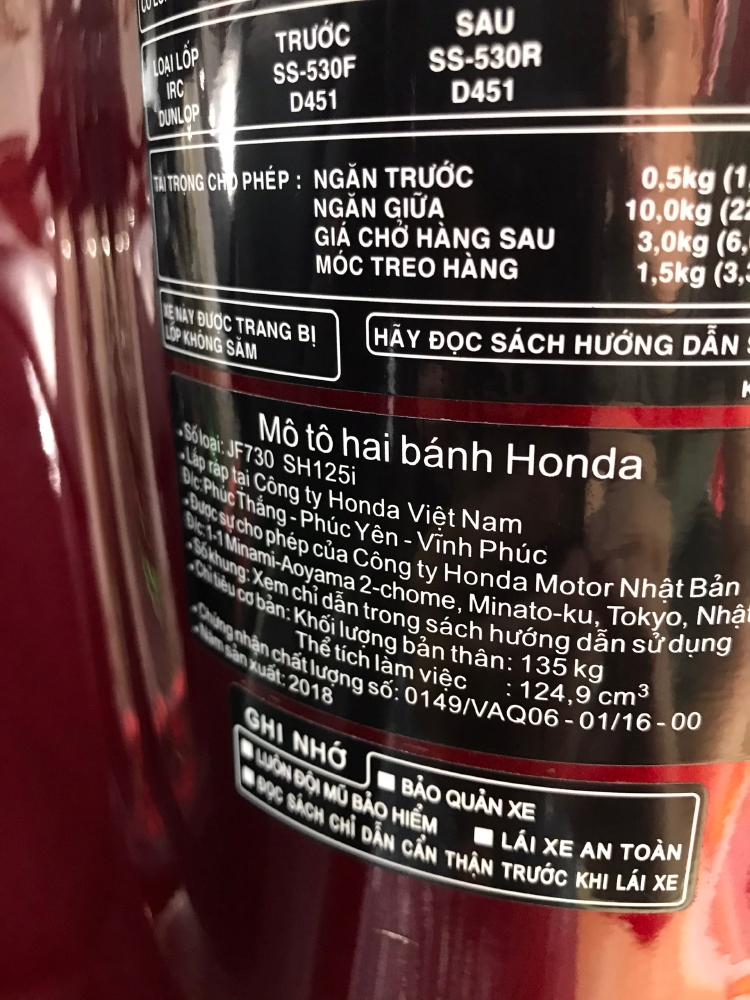 TRƯỚC SAU
LOẠI LỐP
IRC SS-530F SS-530R
DUNLOP D451 D451
TẢI TRỌNG CHO PHÉP : NGĂN TRƯỚC 0,5kg
NGĂN GIỮA 10,0kg
GIÁ CHỞ HÀNG SAU 3,0kg
MÓC TREO HÀNG 1,5kg
XE NÀY ĐƯỢC TRANG BỊ
LỐP KHÔNG SĂM
HÃY ĐỌC SÁCH HƯỚNG DẪN
Mô tô hai bánh Honda
• Số loại: JF730 SH125i
• Lắp ráp tại Công ty Honda Việt Nam
Đ/c: Phúc Thắng - Phúc Yên - Vĩnh Phúc
• Được sự cho phép của Công ty Honda Motor Nhật Bản
Đ/c: 1-1 Minami-Aoyama 2-chome, Minato-ku, Tokyo, Nhật
• Số khung: Xem chỉ dẫn trong sách hướng dẫn sử dụng
• Chỉ tiêu cơ bản: Khối lượng bản thân: 135 kg
Thể tích làm việc : 124,9 cm³
• Chứng nhận chất lượng số: 0149/VAQ06 - 01/16 - 00
• Năm sản xuất: 2018
GHI NHỚ
■ BẢO QUẢN XE
■ LUÔN ĐỘI MŨ BẢO HIỂM ■ LÁI XE AN TOÀN
■ ĐỌC SÁCH CHỈ DẪN CẨN THẬN TRƯỚC KHI LÁI XE